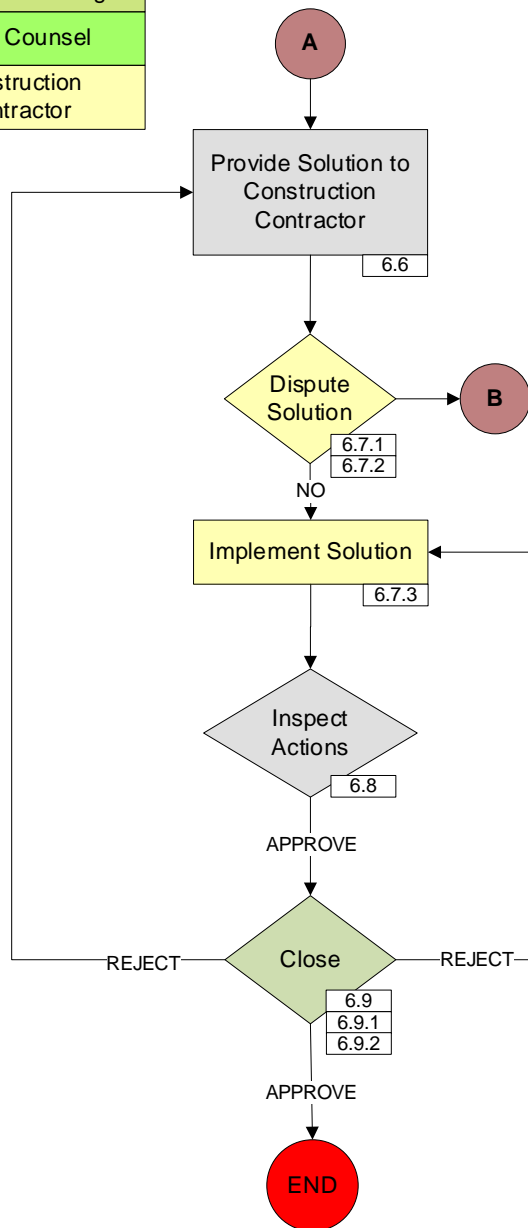 Counsel
A
Provide Solution to
Construction
Contractor
6.6
Dispute
Solution
B
6.7.1
6.7.2
NO
Implement Solution
6.7.3
Inspect
Actions
6.8
APPROVE
REJECT
Close
REJECT
6.9
6.9.1
6.9.2
APPROVE
END